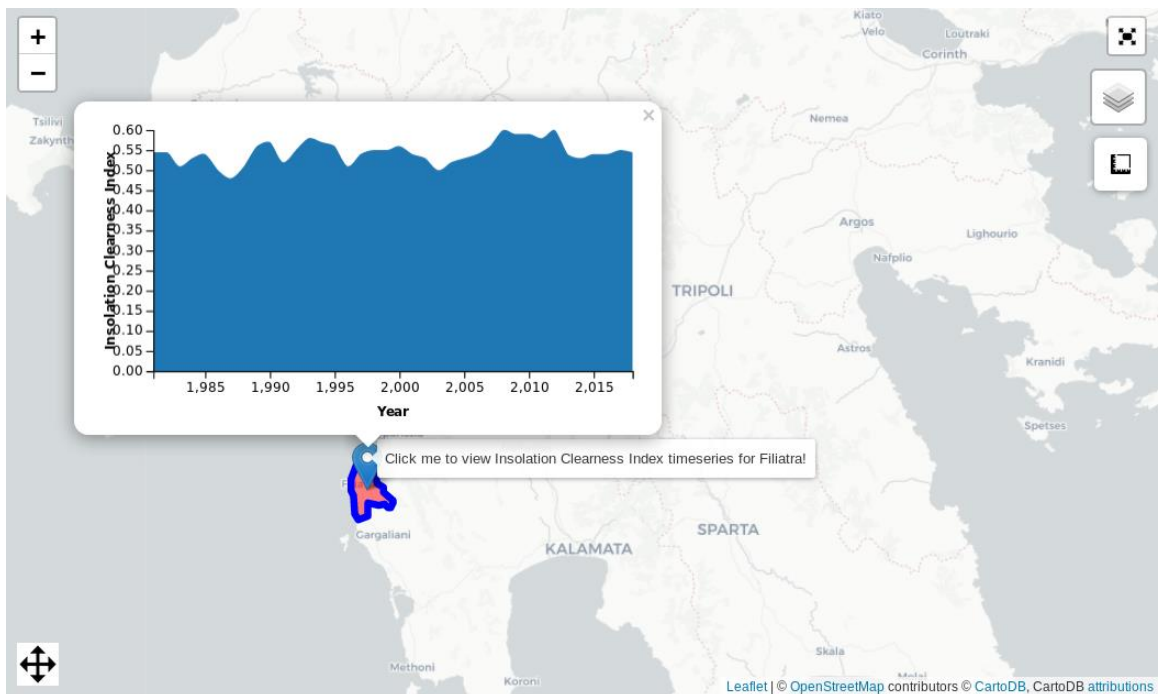 +
−
Kiato
Velo
Loutraki
Corinth
Tsilivi
Zakynth
×
Nemea
0.60
0.55
0.50
0.45
0.40
0.35
0.30
0.25
0.20
0.15
0.10
0.05
0.00
Insolation Clearness Index
1,985
1,990
1,995
2,000
2,005
2,010
2,015
Year
Argos
Lighourio
Nafplio
TRIPOLI
Astros
Kranidi
Spetses
Click me to view Insolation Clearness Index timeseries for Filiatra!
Gargaliani
KALAMATA
SPARTA
Methoni
Koroni
Skala
Leaflet | © OpenStreetMap contributors © CartoDB, CartoDB attributions